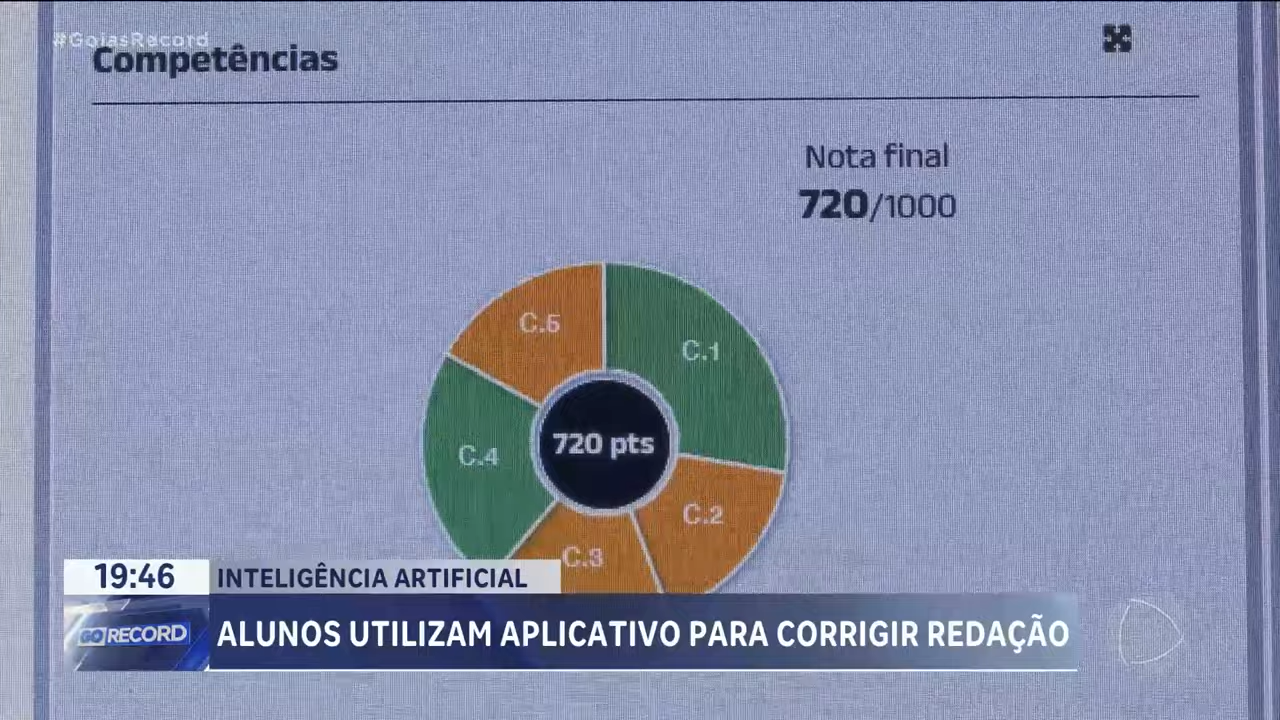 #GoiasRecord
Competências
Nota final
720/1000
C.5
C.1
C.4
720 pts
C.2
C.3
19:46
INTELIGÊNCIA ARTIFICIAL
GO RECORD
ALUNOS UTILIZAM APLICATIVO PARA CORRIGIR REDAÇÃO